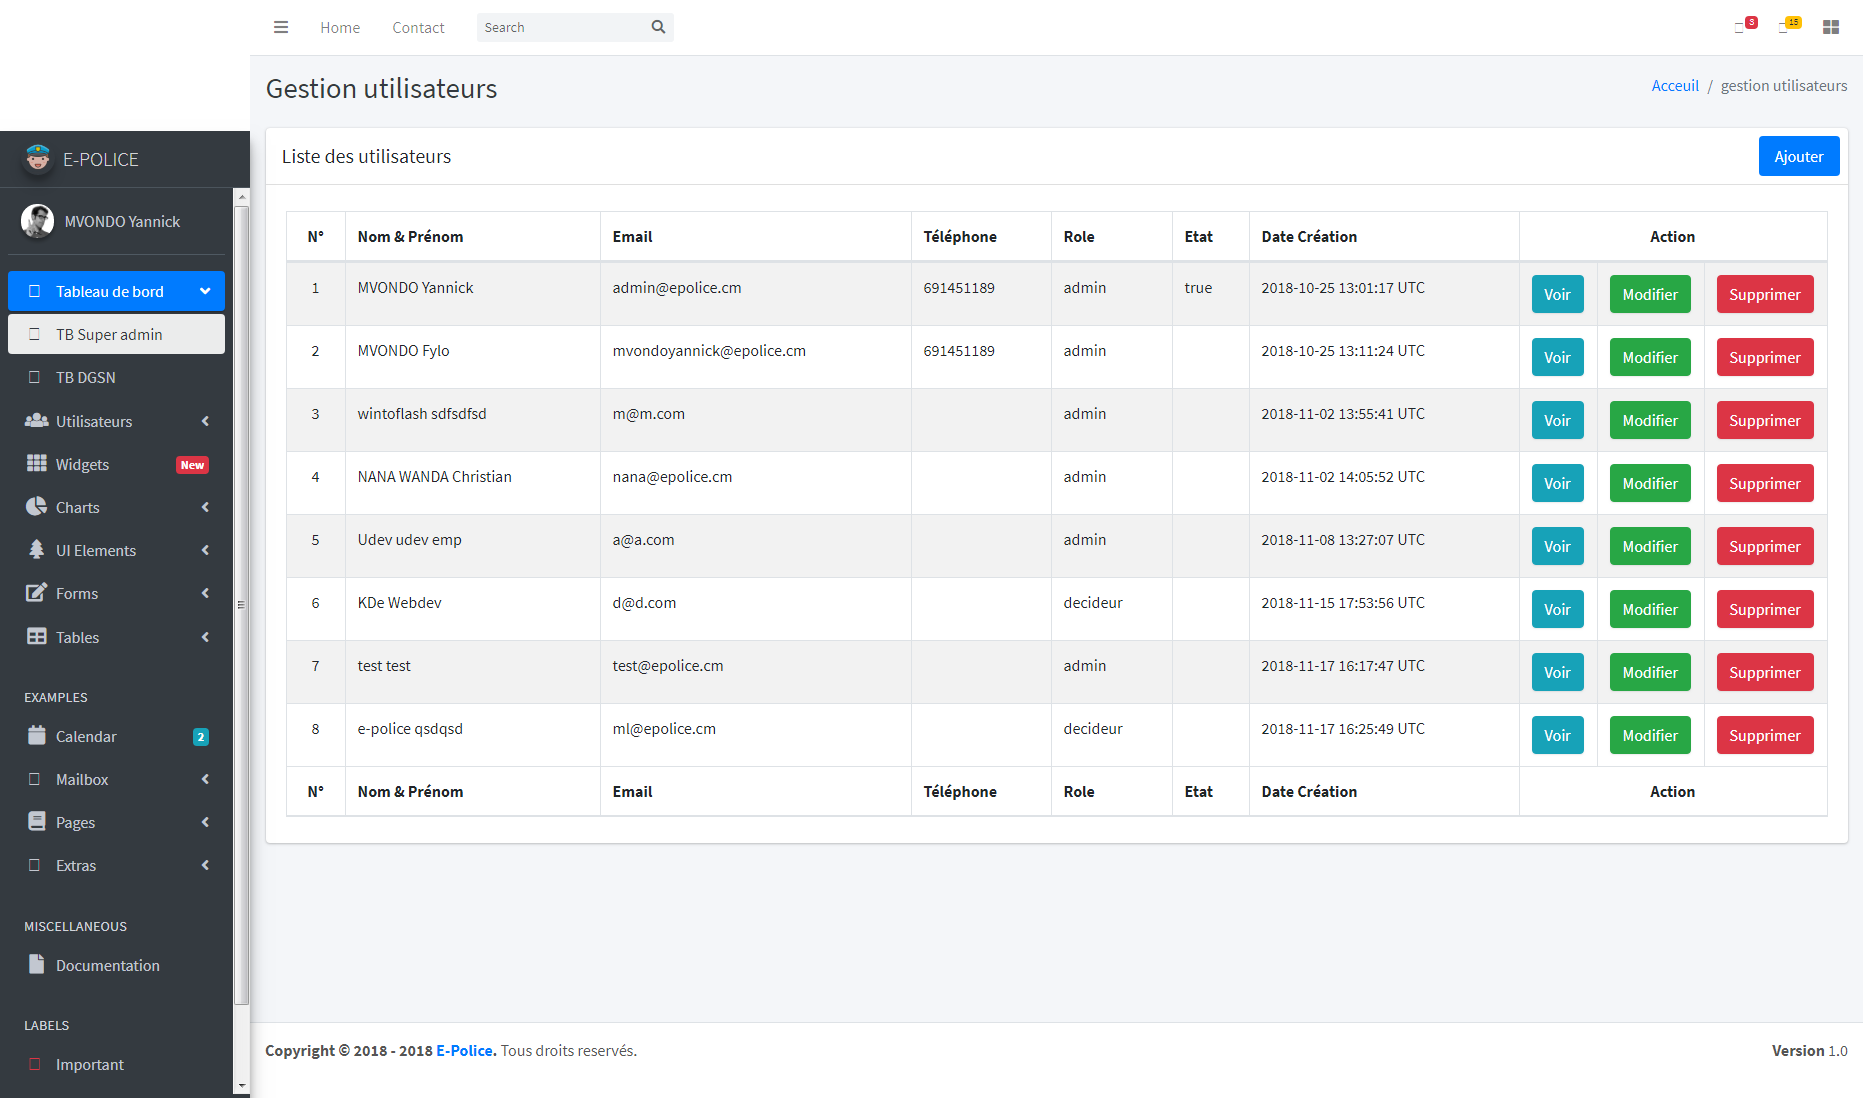 Home Contact Search 3 15
Gestion utilisateurs
Acceuil / gestion utilisateurs
E-POLICE
MVONDO Yannick
Tableau de bord
TB Super admin
TB DGSN
Utilisateurs
Widgets New
Charts
UI Elements
Forms
Tables
EXAMPLES
Calendar 2
Mailbox
Pages
Extras
MISCELLANEOUS
Documentation
LABELS
Important
Liste des utilisateurs Ajouter
N° Nom & Prénom Email Téléphone Role Etat Date Création Action
1 MVONDO Yannick admin@epolice.cm 691451189 admin true 2018-10-25 13:01:17 UTC Voir Modifier Supprimer
2 MVONDO Fylo mvondoyannick@epolice.cm 691451189 admin 2018-10-25 13:11:24 UTC Voir Modifier Supprimer
3 wintoflash sdfsdfsd m@m.com admin 2018-11-02 13:55:41 UTC Voir Modifier Supprimer
4 NANA WANDA Christian nana@epolice.cm admin 2018-11-02 14:05:52 UTC Voir Modifier Supprimer
5 Udev udev emp a@a.com admin 2018-11-08 13:27:07 UTC Voir Modifier Supprimer
6 KDe Webdev d@d.com decideur 2018-11-15 17:53:56 UTC Voir Modifier Supprimer
7 test test test@epolice.cm admin 2018-11-17 16:17:47 UTC Voir Modifier Supprimer
8 e-police qsdqsd ml@epolice.cm decideur 2018-11-17 16:25:49 UTC Voir Modifier Supprimer
N° Nom & Prénom Email Téléphone Role Etat Date Création Action
Copyright © 2018 - 2018 E-Police. Tous droits reservés.
Version 1.0